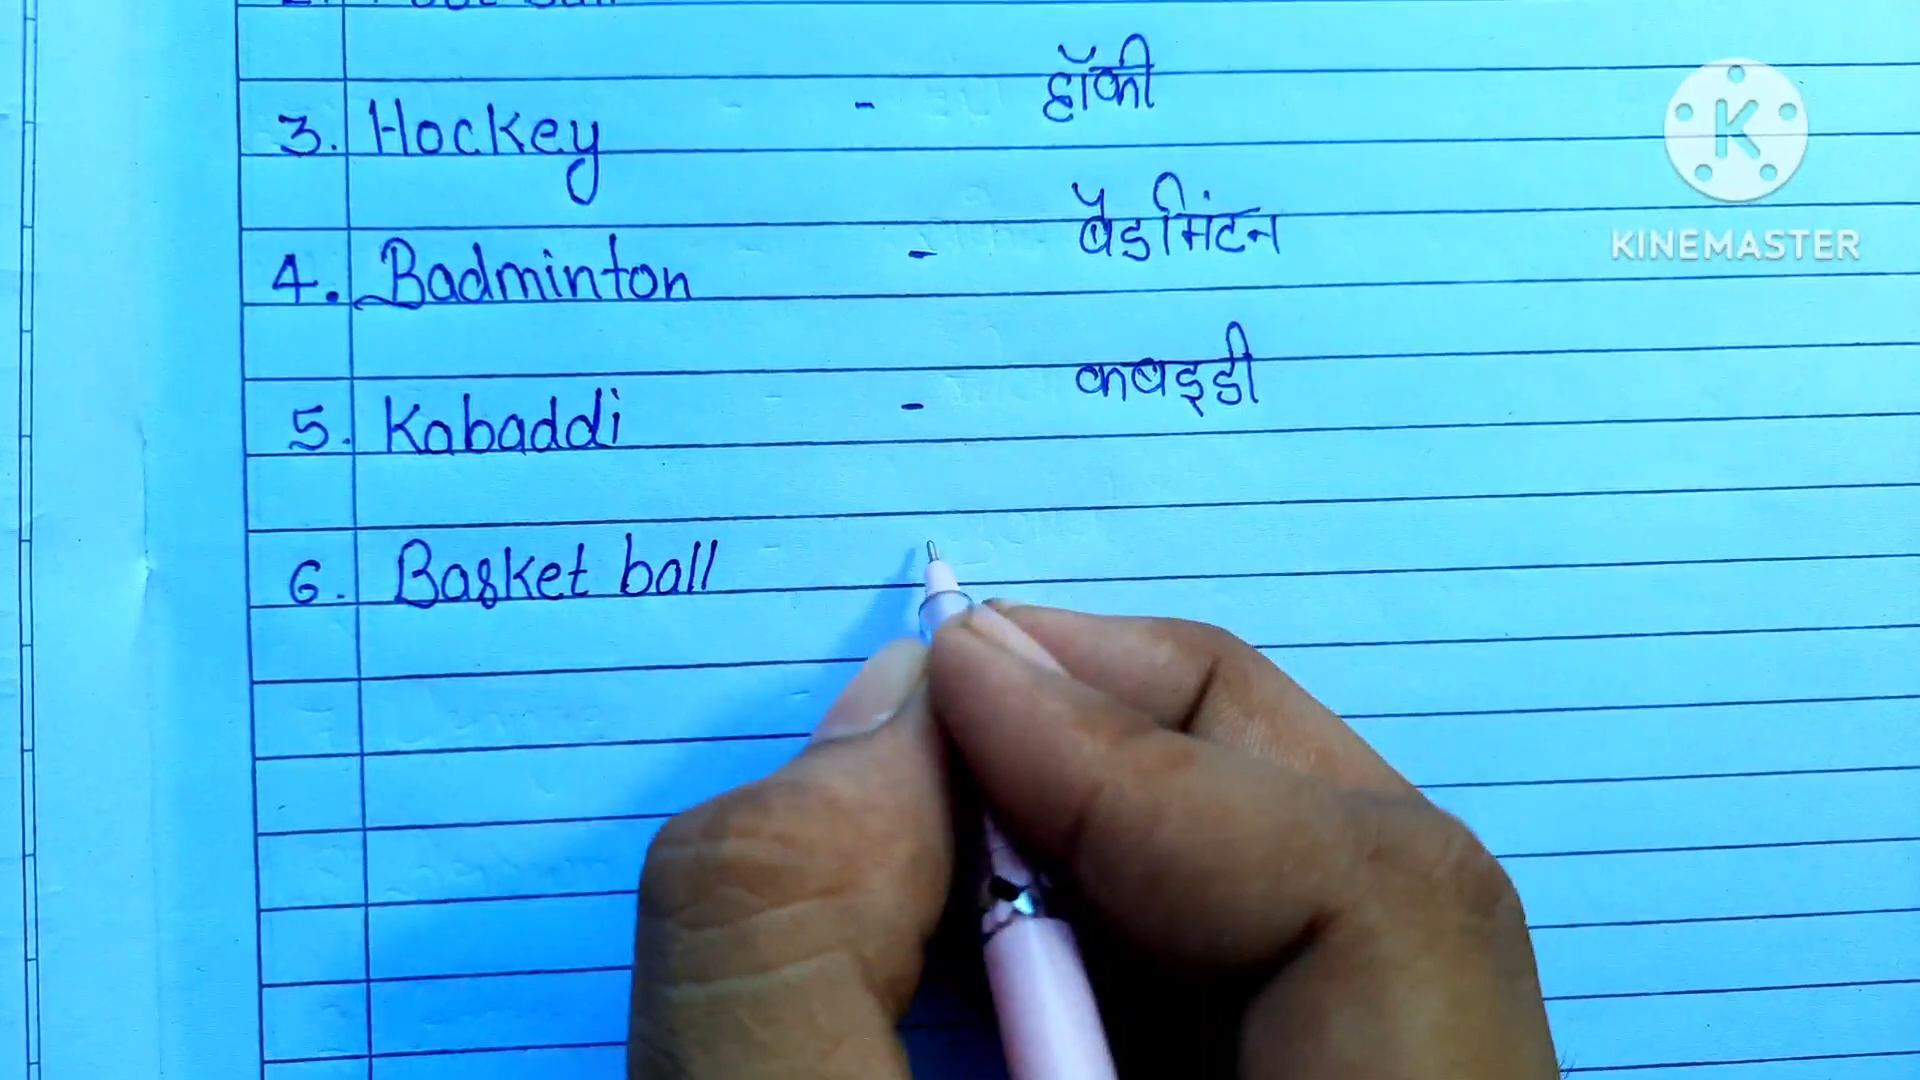 3. Hockey - हॉकी
4. Badminton - बैडमिंटन
5. Kabaddi - कबड्डी
6. Basket ball
K
KINEMASTER